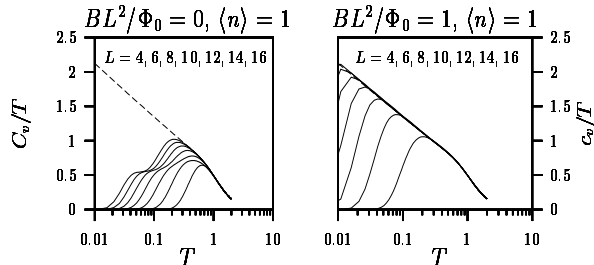 BL²/Φ₀ = 0, ⟨n⟩ = 1
BL²/Φ₀ = 1, ⟨n⟩ = 1
L = 4, 6, 8, 10, 12, 14, 16
L = 4, 6, 8, 10, 12, 14, 16
2.5
2
1.5
1
0.5
0
C_v/T
2.5
2
1.5
1
0.5
0
c_v/T
0.01
0.1
1
10
T
0.01
0.1
1
10
T